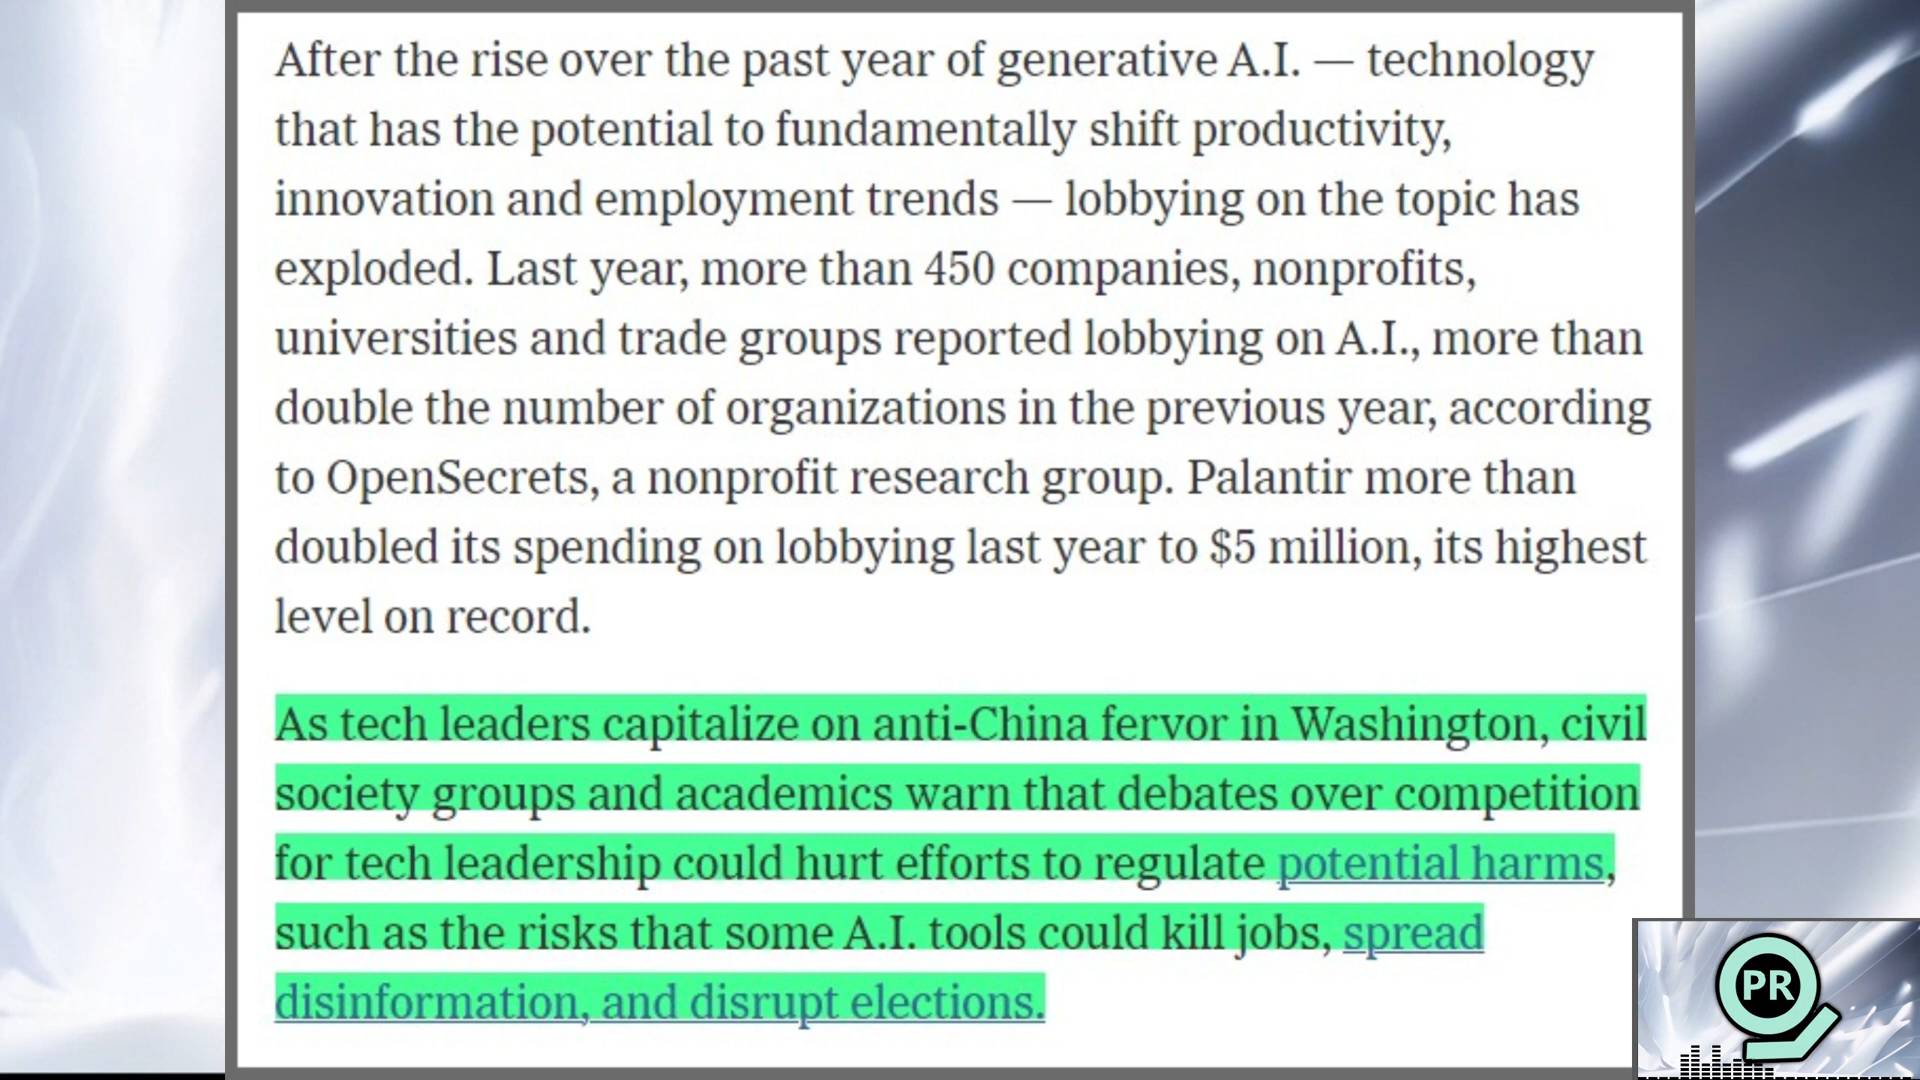 After the rise over the past year of generative A.I. — technology
that has the potential to fundamentally shift productivity,
innovation and employment trends — lobbying on the topic has
exploded. Last year, more than 450 companies, nonprofits,
universities and trade groups reported lobbying on A.I., more than
double the number of organizations in the previous year, according
to OpenSecrets, a nonprofit research group. Palantir more than
doubled its spending on lobbying last year to $5 million, its highest
level on record.
As tech leaders capitalize on anti-China fervor in Washington, civil
society groups and academics warn that debates over competition
for tech leadership could hurt efforts to regulate potential harms,
such as the risks that some A.I. tools could kill jobs, spread
disinformation, and disrupt elections.
PR